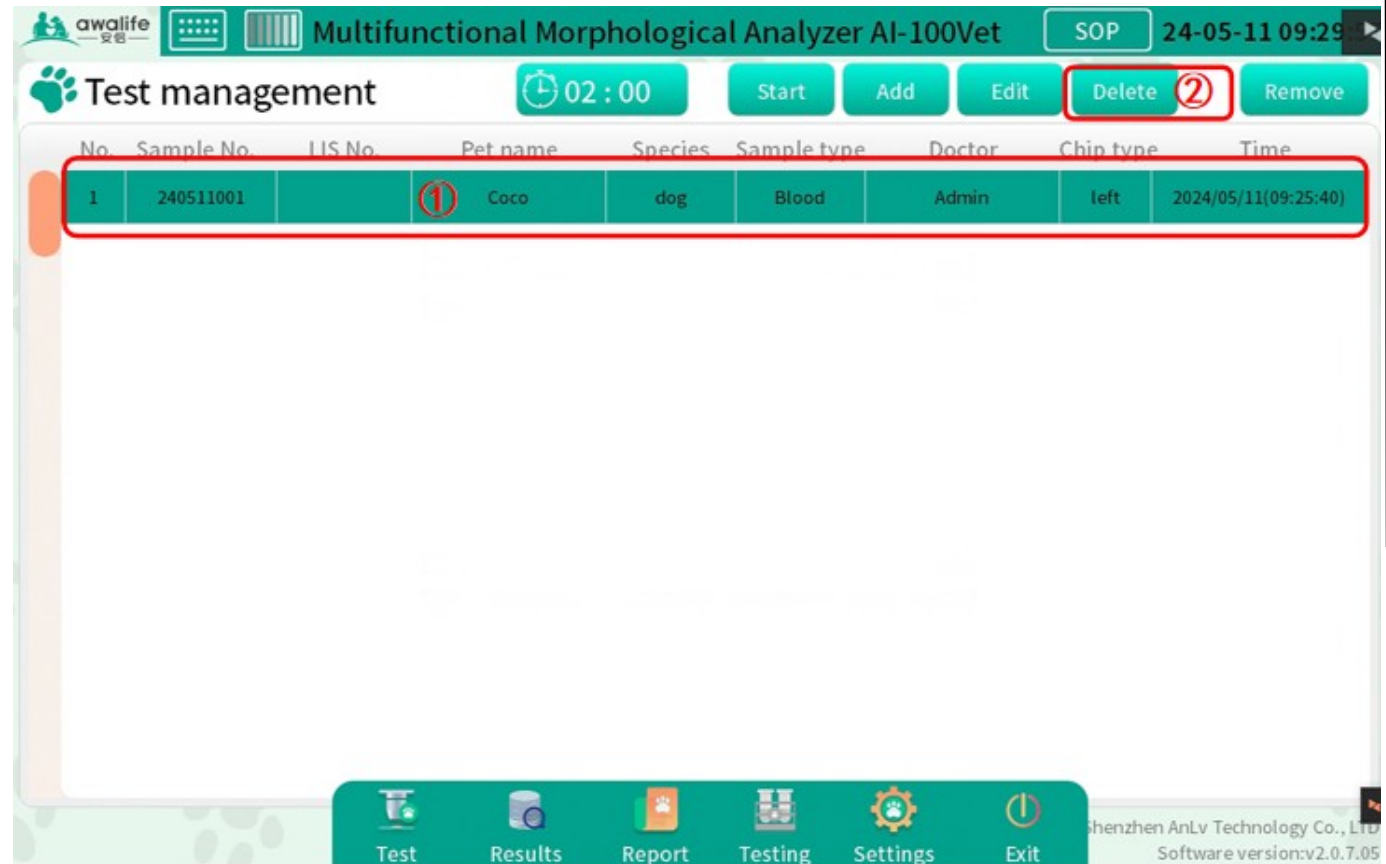 awalife
安侣
Multifunctional Morphological Analyzer AI-100Vet
SOP
24-05-11 09:29:
Test management
02 : 00
Start
Add
Edit
Delete
②
Remove
No. Sample No. LIS No. Pet name Species Sample type Doctor Chip type Time
1 240511001 ① Coco dog Blood Admin left 2024/05/11(09:25:40)
Test Results Report Testing Settings Exit
Shenzhen AnLv Technology Co., LTD
Software version:v2.0.7.05